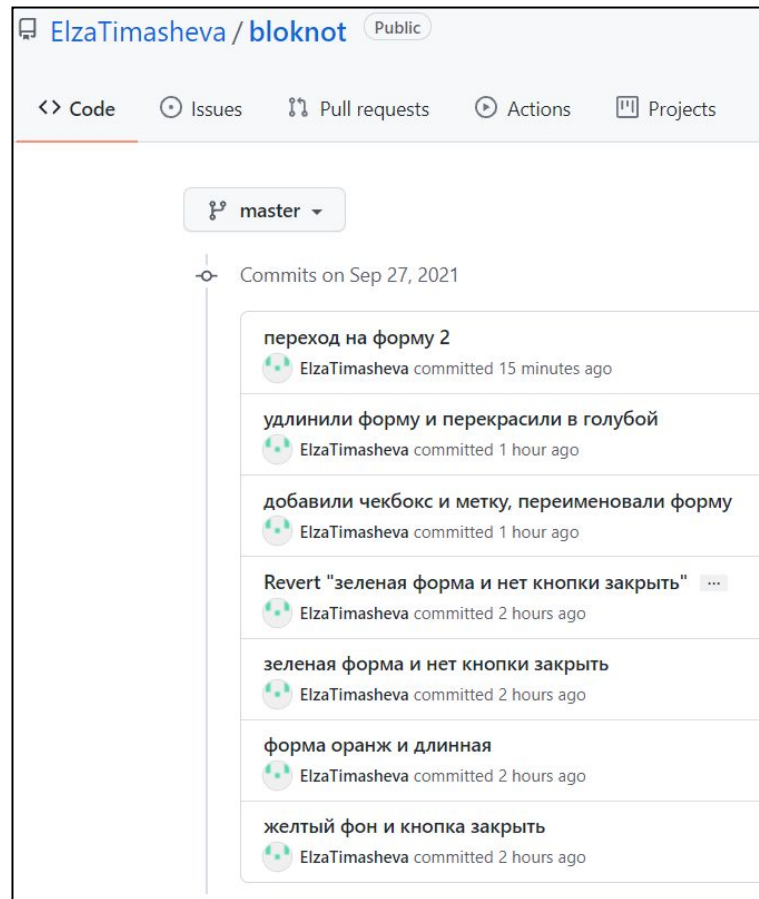 ElzaTimasheva / bloknot Public
<> Code Issues Pull requests Actions Projects
master
Commits on Sep 27, 2021
переход на форму 2
ElzaTimasheva committed 15 minutes ago
удлинили форму и перекрасили в голубой
ElzaTimasheva committed 1 hour ago
добавили чекбокс и метку, переименовали форму
ElzaTimasheva committed 1 hour ago
Revert "зеленая форма и нет кнопки закрыть" ...
ElzaTimasheva committed 2 hours ago
зеленая форма и нет кнопки закрыть
ElzaTimasheva committed 2 hours ago
форма оранж и длинная
ElzaTimasheva committed 2 hours ago
желтый фон и кнопка закрыть
ElzaTimasheva committed 2 hours ago